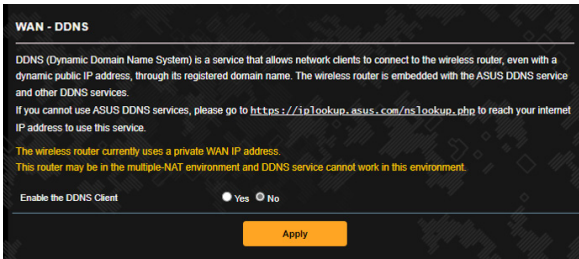 WAN - DDNS
DDNS (Dynamic Domain Name System) is a service that allows network clients to connect to the wireless router, even with a
dynamic public IP address, through its registered domain name. The wireless router is embedded with the ASUS DDNS service
and other DDNS services.
If you cannot use ASUS DDNS services, please go to https://iplookup.asus.com/nslookup.php to reach your internet
IP address to use this service.
The wireless router currently uses a private WAN IP address.
This router may be in the multiple-NAT environment and DDNS service cannot work in this environment.
Enable the DDNS Client Yes No
Apply